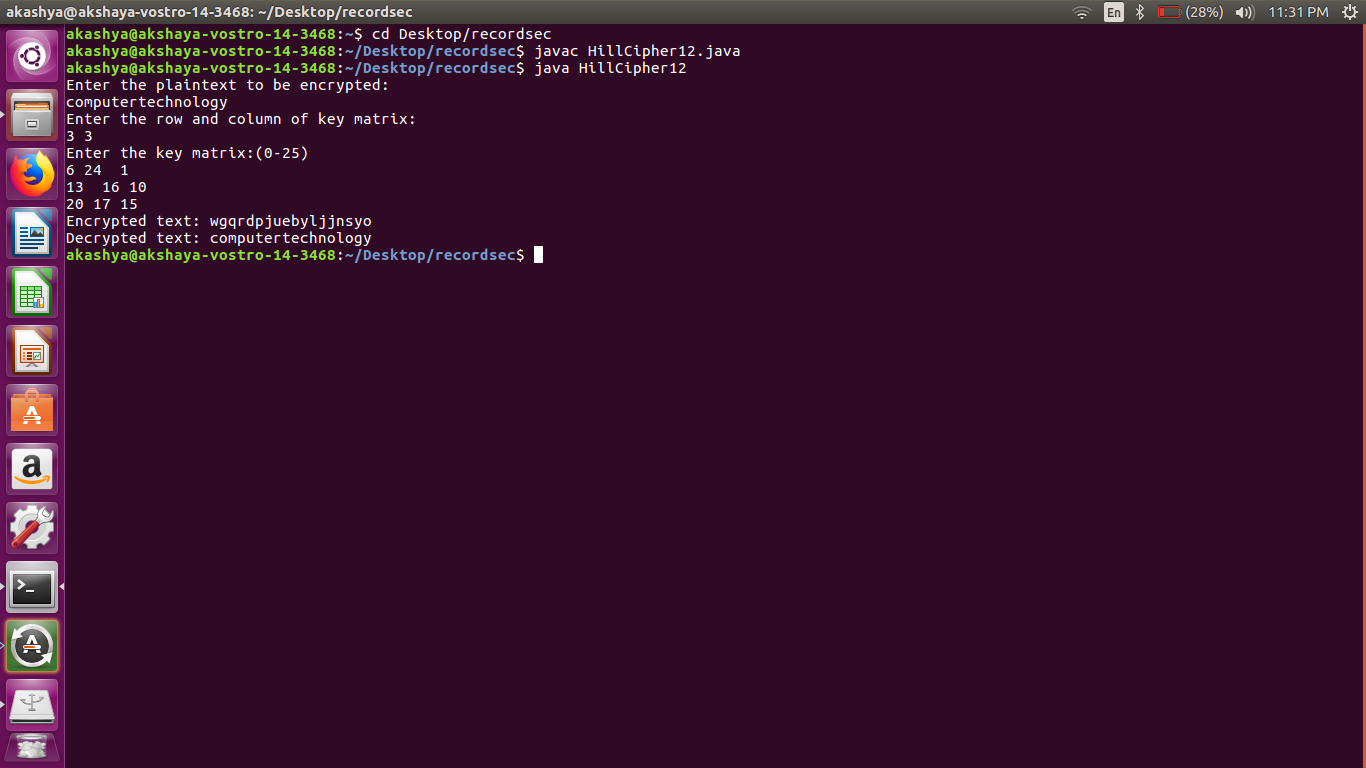 akashya@akshaya-vostro-14-3468: ~/Desktop/recordsec
En
(28%)
11:31 PM
akashya@akshaya-vostro-14-3468:~$ cd Desktop/recordsec
akashya@akshaya-vostro-14-3468:~/Desktop/recordsec$ javac HillCipher12.java
akashya@akshaya-vostro-14-3468:~/Desktop/recordsec$ java HillCipher12
Enter the plaintext to be encrypted:
computertechnology
Enter the row and column of key matrix:
3 3
Enter the key matrix:(0-25)
6 24  1
13  16 10
20 17 15
Encrypted text: wgqrdpjuebyljjnsyo
Decrypted text: computertechnology
akashya@akshaya-vostro-14-3468:~/Desktop/recordsec$